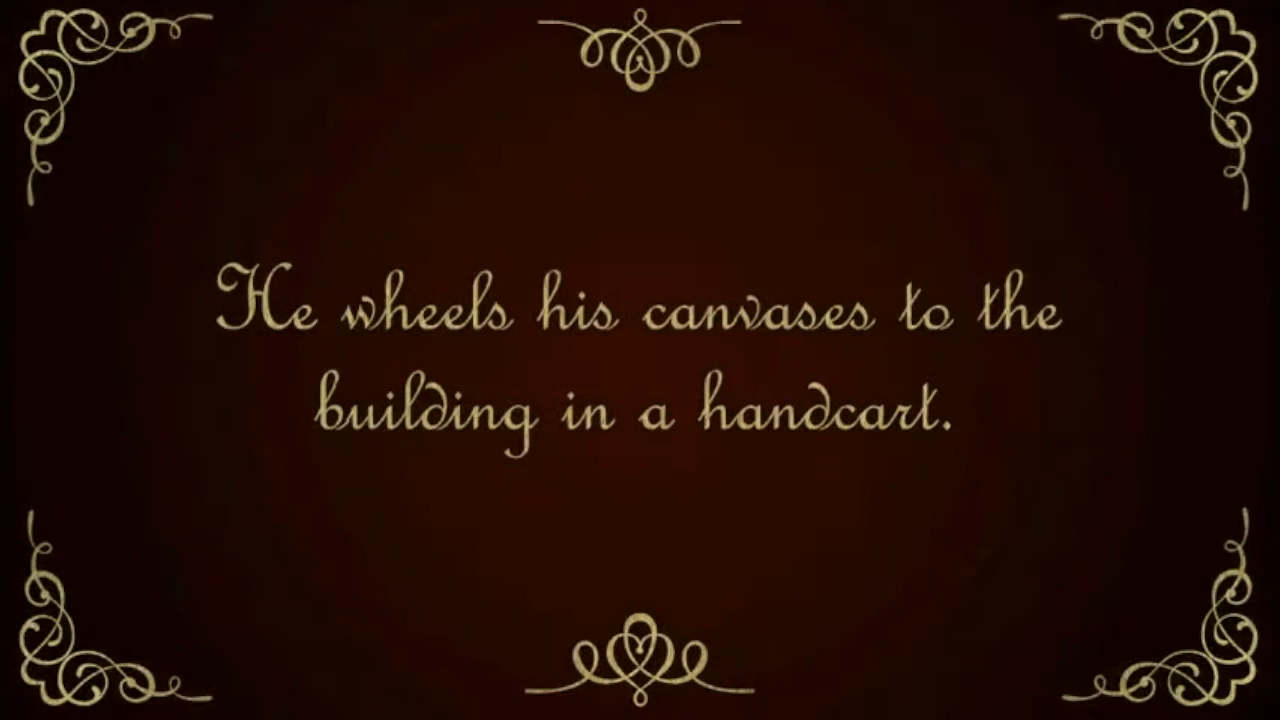 He wheels his canvases to the
building in a handcart.